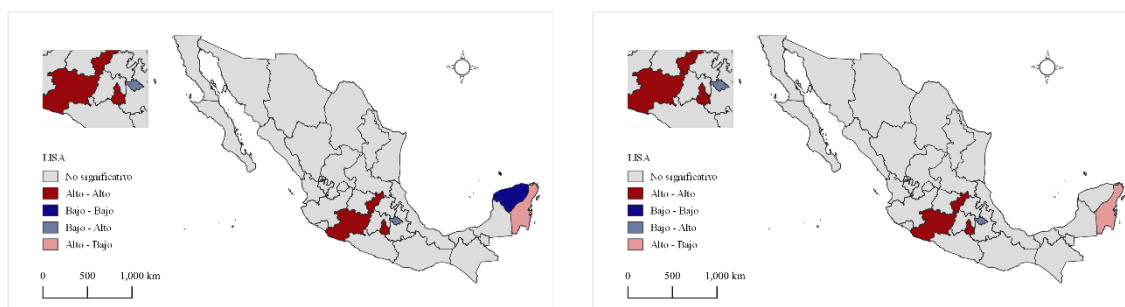 LISA
No significativo
Alto - Alto
Bajo - Bajo
Bajo - Alto
Alto - Bajo
0 500 1,000 km
LISA
No significativo
Alto - Alto
Bajo - Bajo
Bajo - Alto
Alto - Bajo
0 500 1,000 km